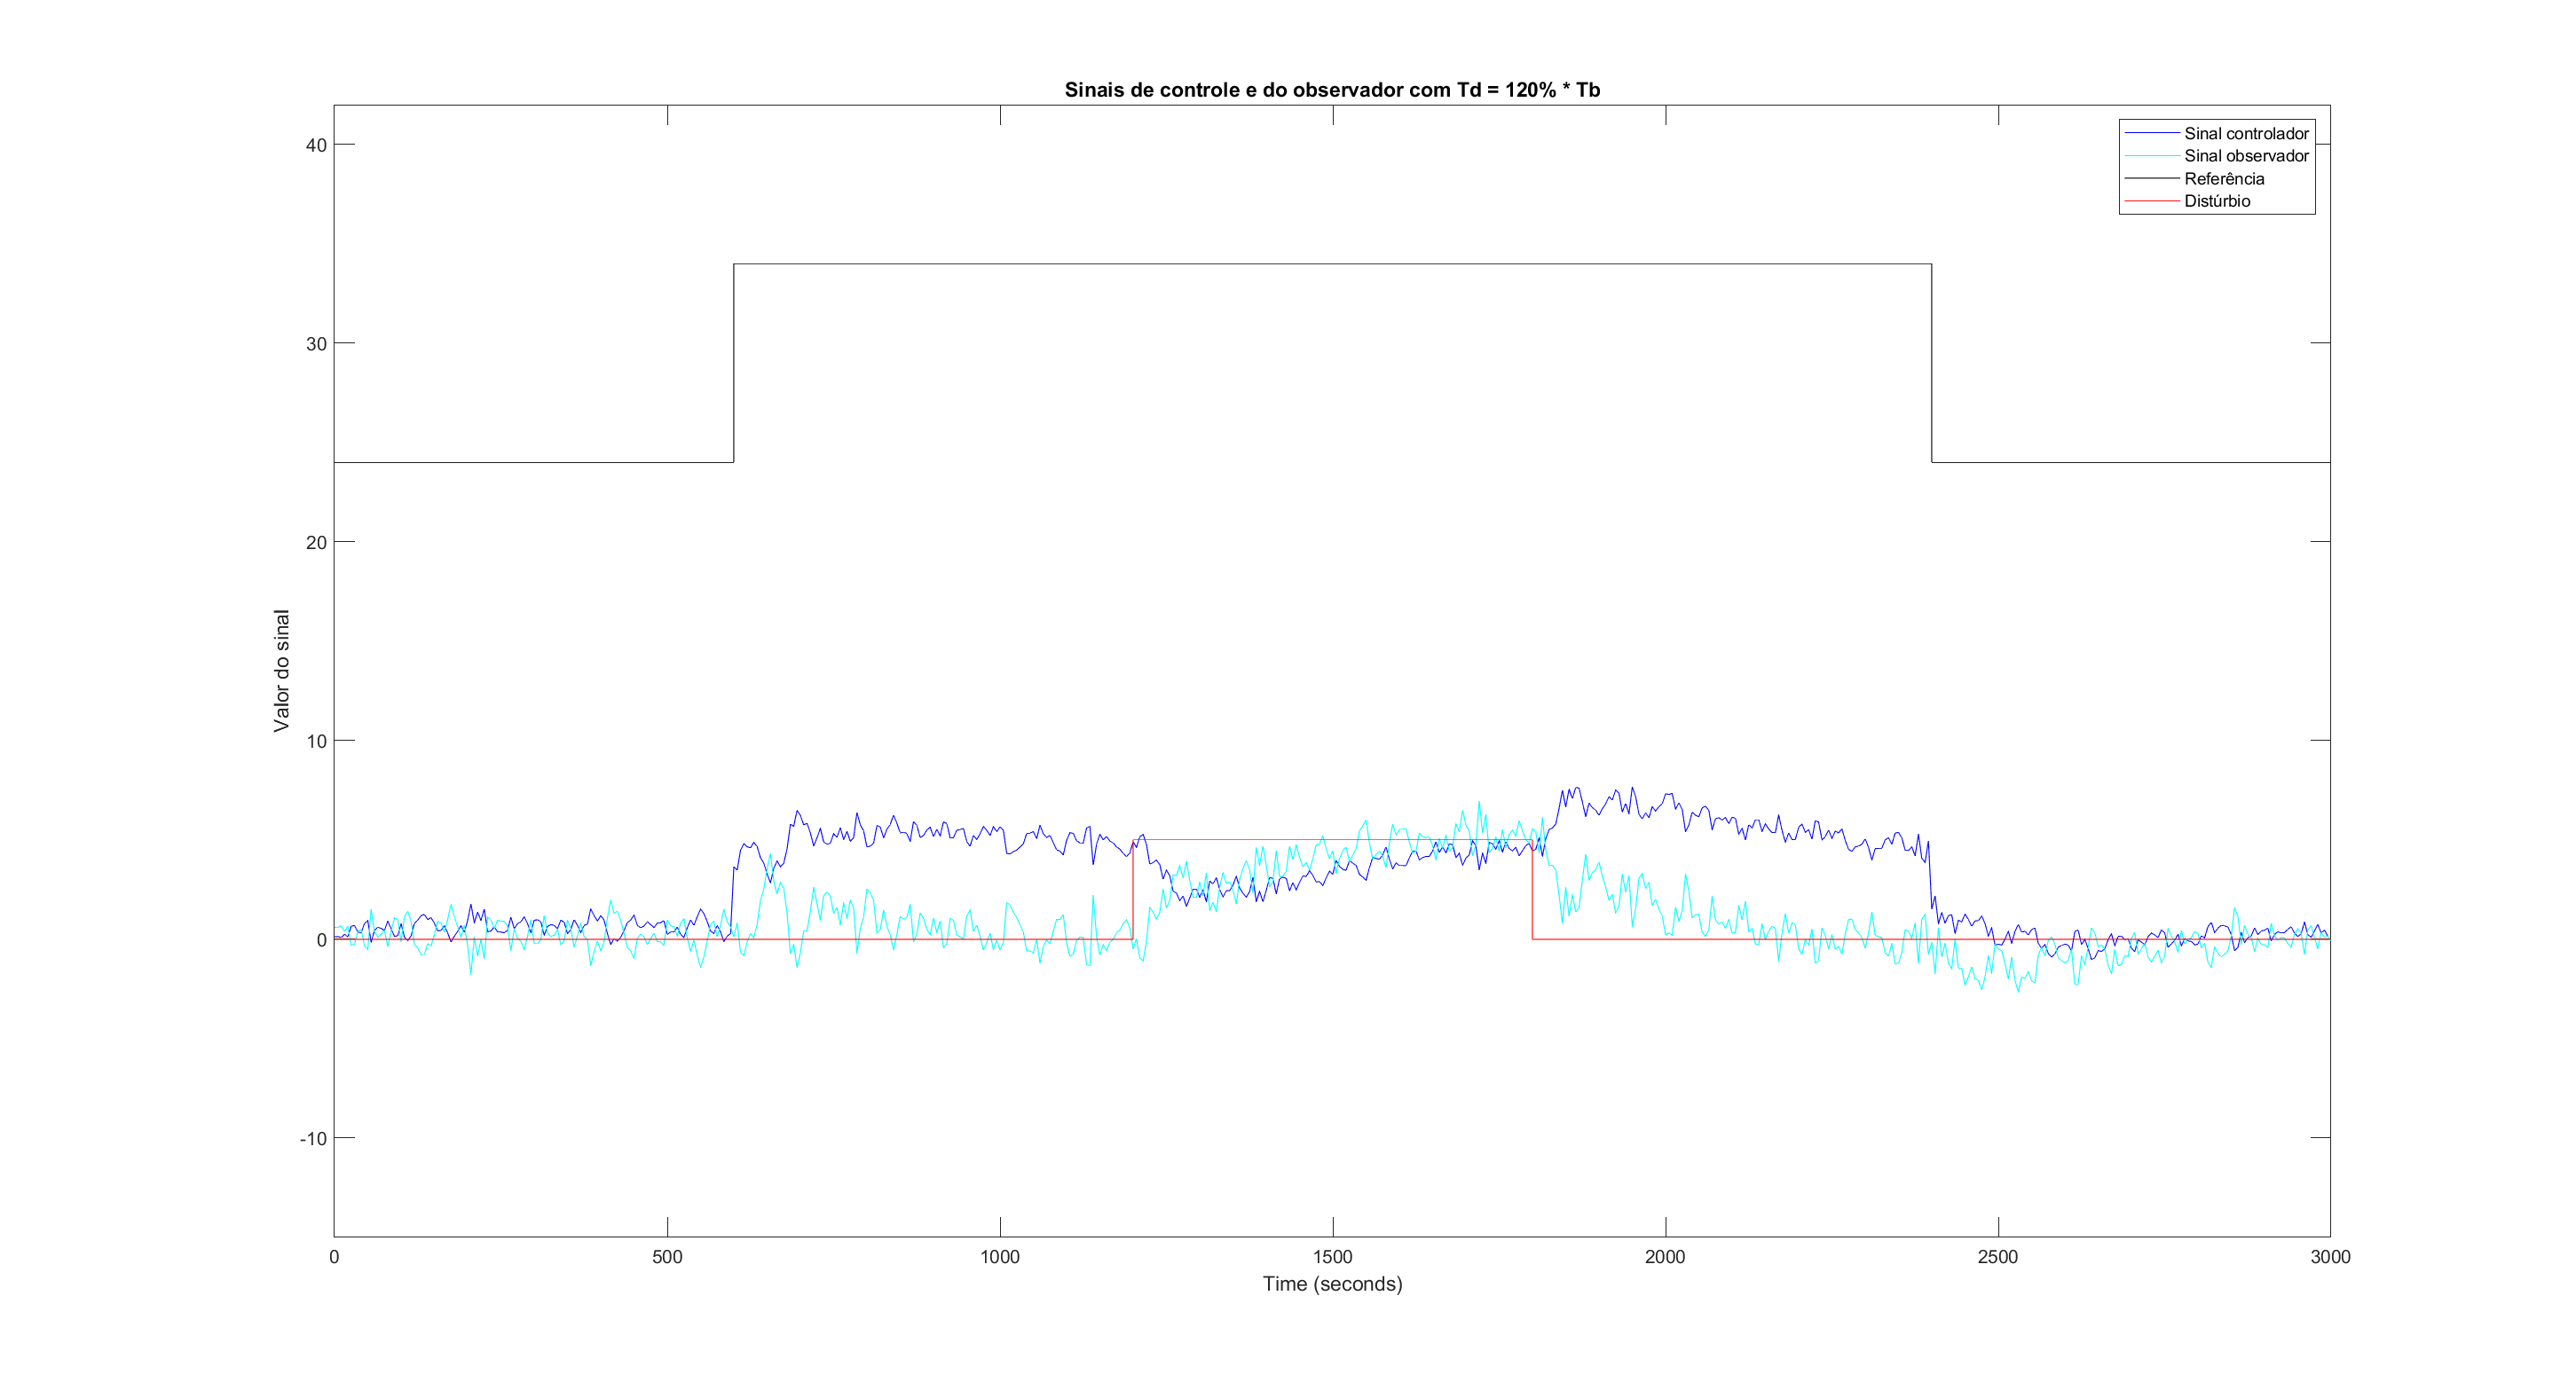 Sinais de controle e do observador com Td = 120% * Tb
Sinal controlador
Sinal observador
Referência
Distúrbio
40
30
20
10
0
-10
Valor do sinal
0 500 1000 1500 2000 2500 3000
Time (seconds)